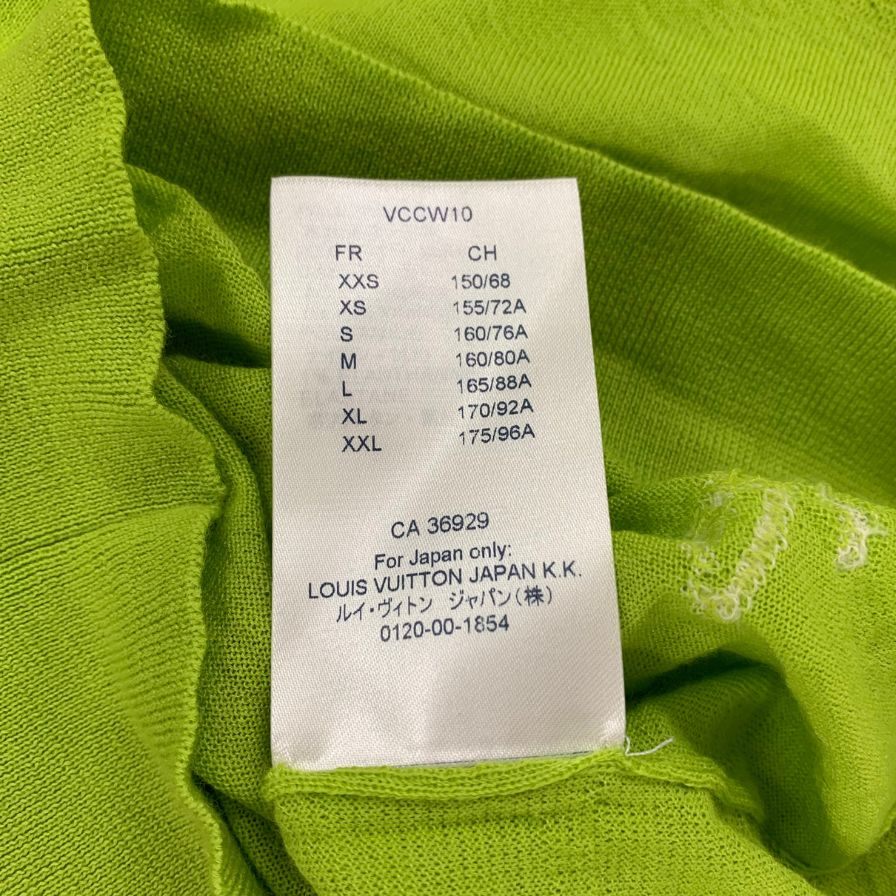 VCCW10
FR CH
XXS 150/68
XS 155/72A
S 160/76A
M 160/80A
L 165/88A
XL 170/92A
XXL 175/96A
CA 36929
For Japan only:
LOUIS VUITTON JAPAN K.K.
ルイ・ヴィトン ジャパン(株)
0120-00-1854